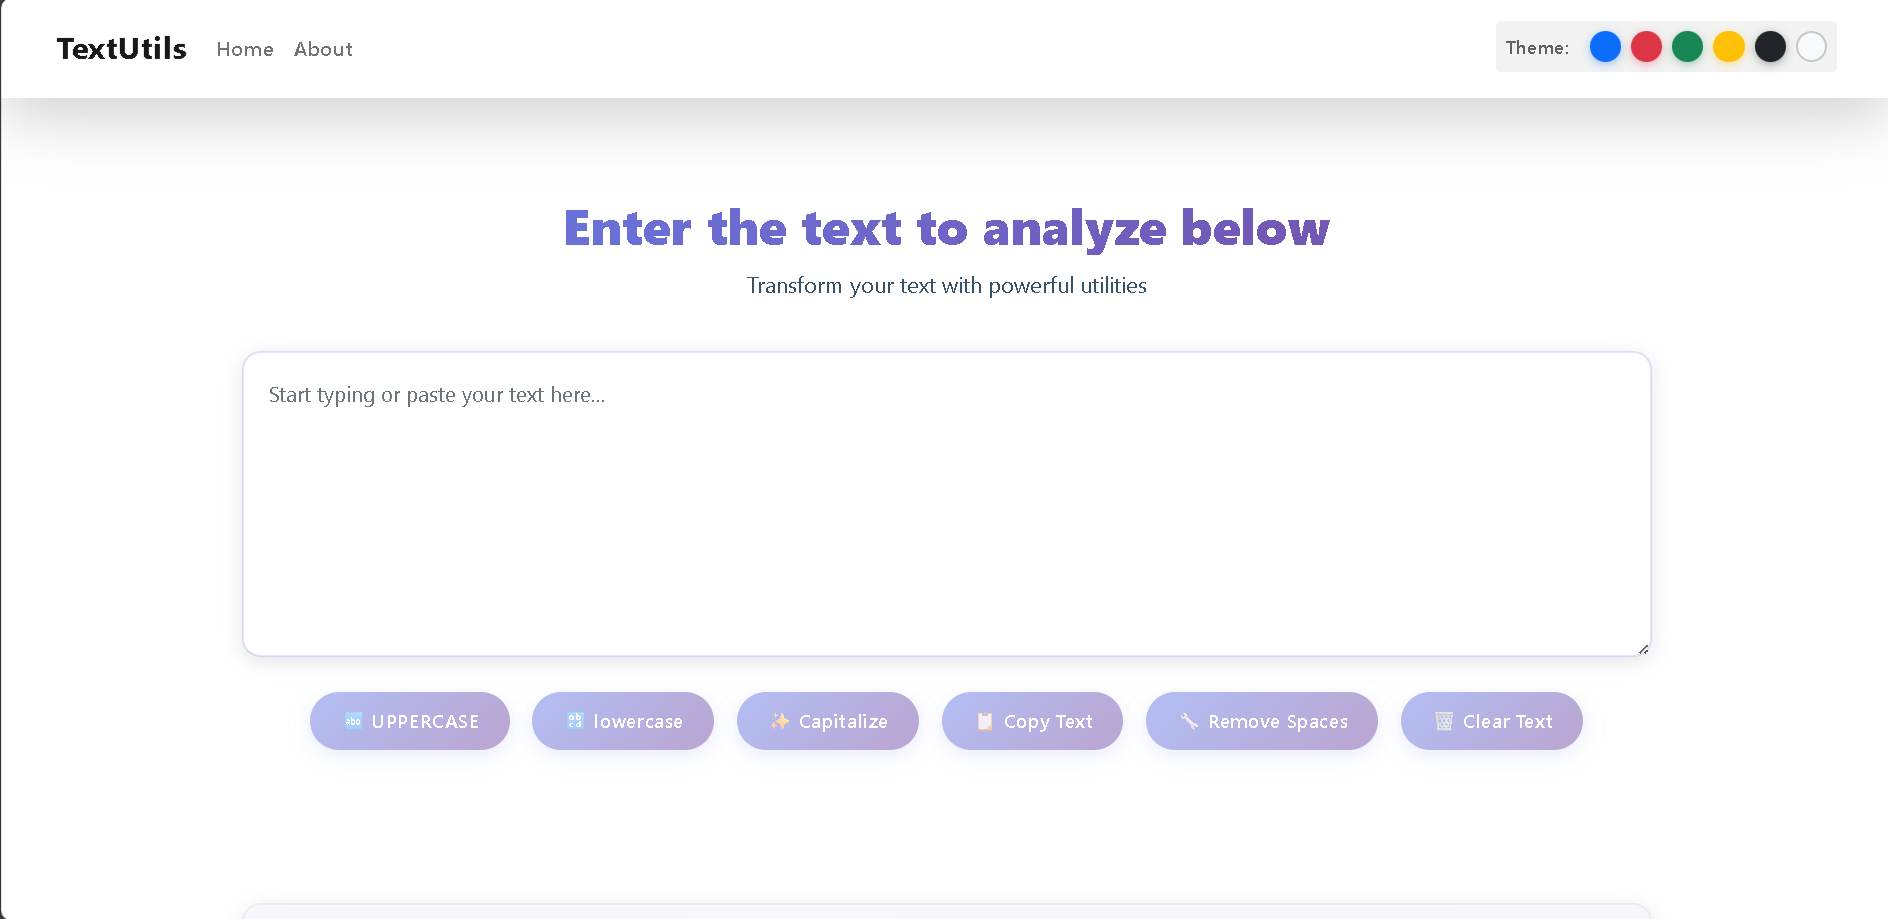 TextUtils Home About Theme:
Enter the text to analyze below
Transform your text with powerful utilities
Start typing or paste your text here...
🔤 UPPERCASE 🔡 lowercase ✨ Capitalize 📋 Copy Text 🔧 Remove Spaces 🗑️ Clear Text